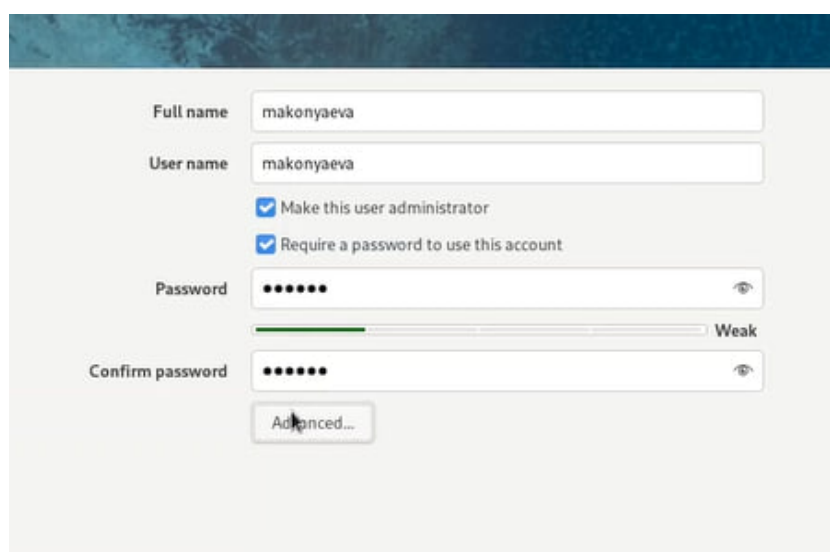 Full name makonyaeva
User name makonyaeva
Make this user administrator
Require a password to use this account
Password ●●●●●●
Weak
Confirm password ●●●●●●
Advanced...